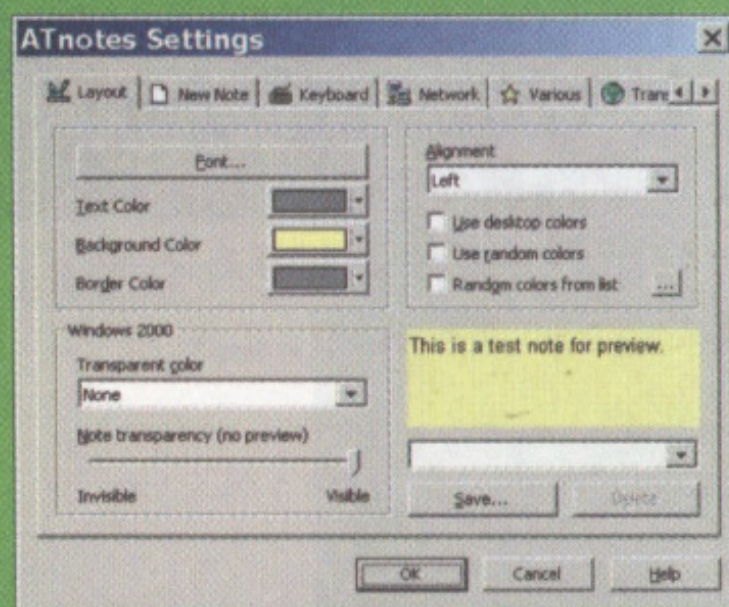 ATnotes Settings
Layout New Note Keyboard Network Various Trans
Font...
Text Color
Background Color
Border Color
Alignment
Left
Use desktop colors
Use random colors
Random colors from list ...
Windows 2000
Transparent color
None
Note transparency (no preview)
Invisible Visible
This is a test note for preview.
Save... Delete
OK Cancel Help